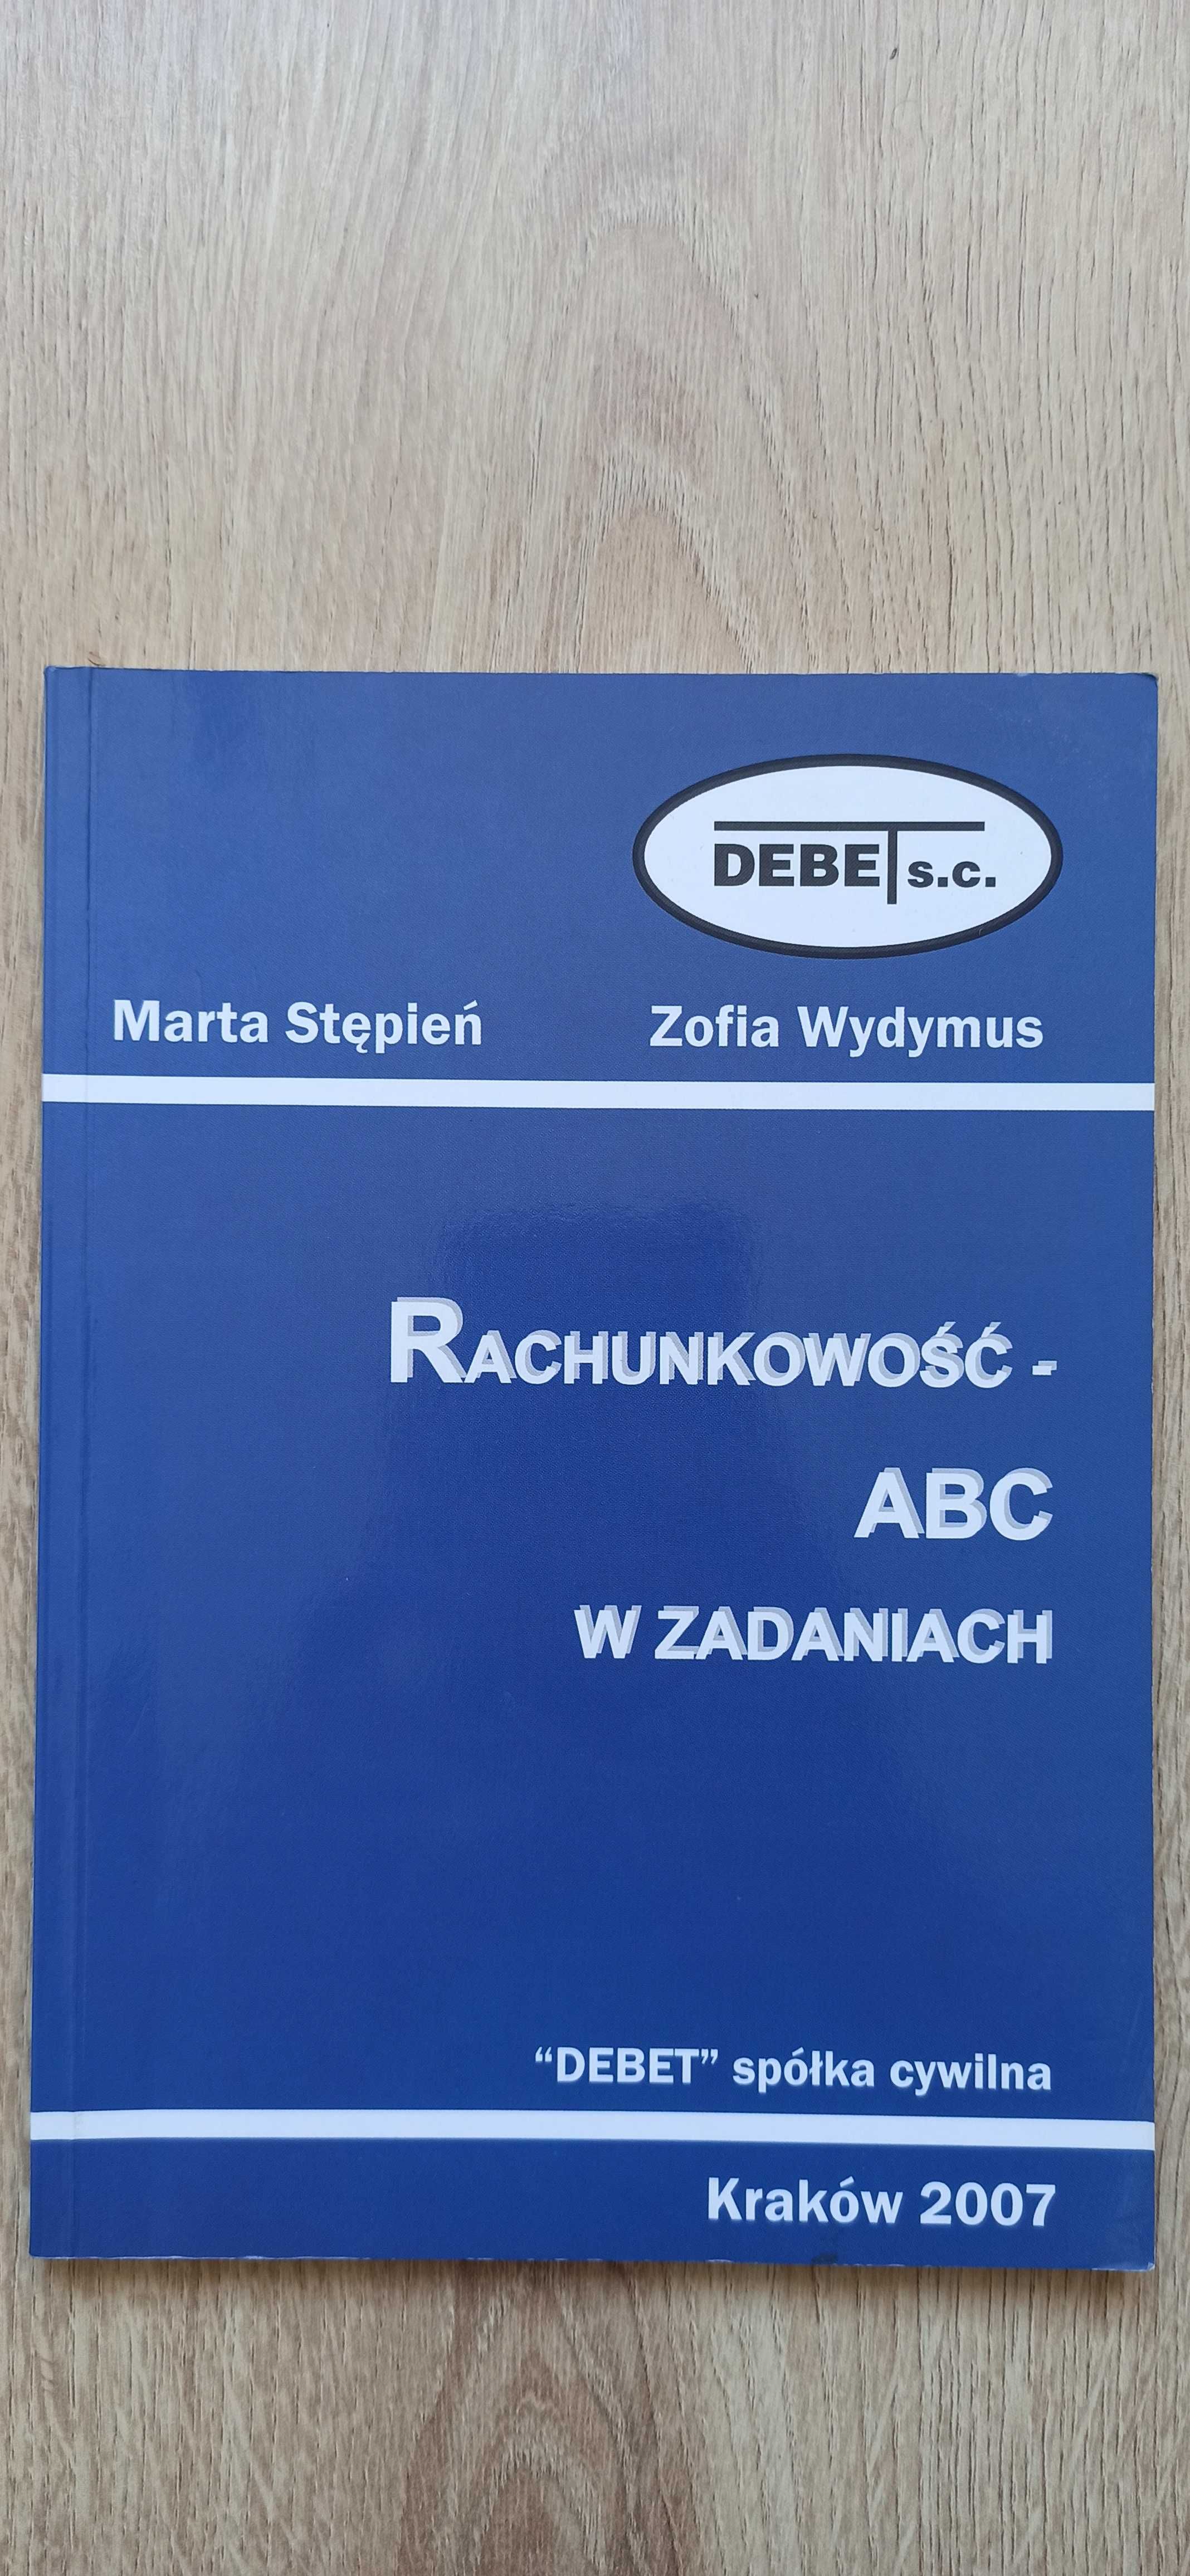 DEBET s.c.
Marta Stępień Zofia Wydymus
RACHUNKOWOŚĆ -
ABC
W ZADANIACH
“DEBET” spółka cywilna
Kraków 2007